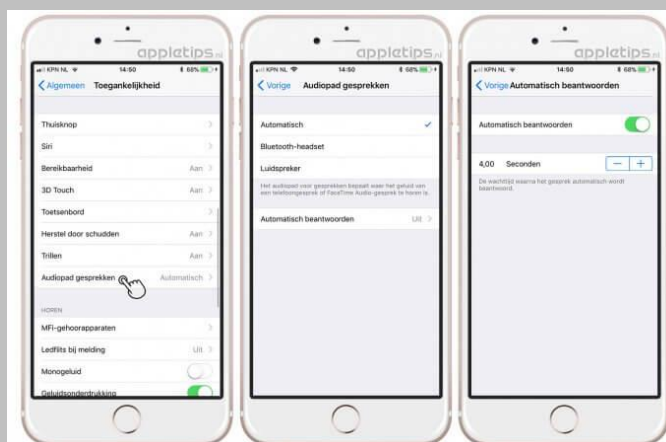 appletips.nl
KPN NL 14:50 68%
Algemeen Toegankelijkheid
Thuisknop
Siri
Bereikbaarheid Aan
3D Touch Aan
Toetsenbord
Herstel door schudden Aan
Trillen Aan
Audiopad gesprekken Automatisch
HOREN
MFi-gehoorapparaten
Ledflits bij melding Uit
Monogeluid
Geluidsonderdrukking
appletips.nl
KPN NL 14:50 68%
Vorige Audiopad gesprekken
Automatisch
Bluetooth-headset
Luidspreker
Het audiopad voor gesprekken bepaalt waar het geluid van
een telefoongesprek of FaceTime Audio-gesprek te horen is.
Automatisch beantwoorden Uit
appletips.nl
KPN NL 14:50 68%
Vorige Automatisch beantwoorden
Automatisch beantwoorden
4,00 Seconden
De wachttijd waarna het gesprek automatisch wordt
beantwoord.